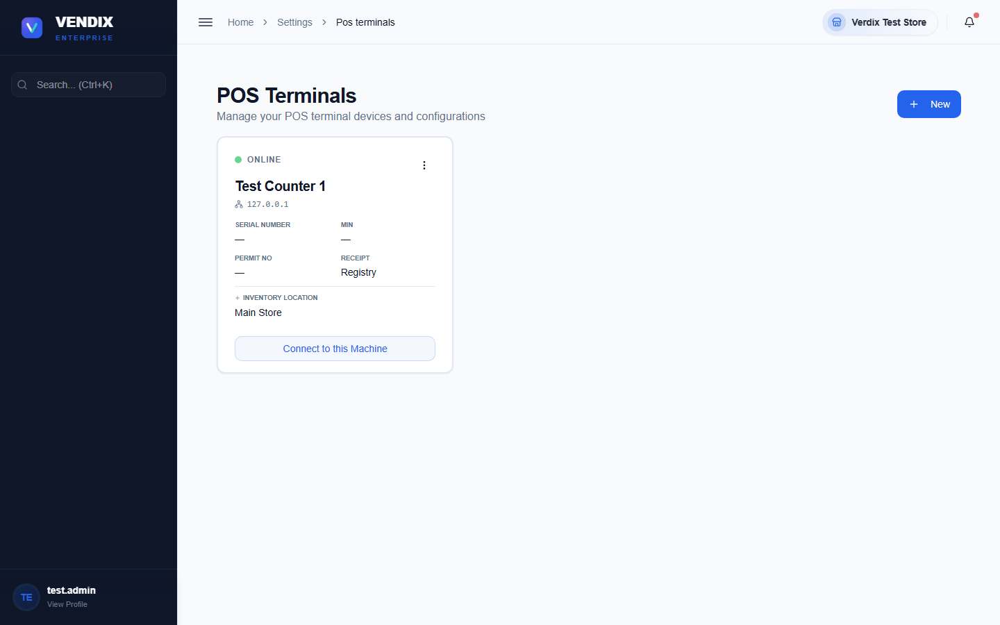 VENDIX
ENTERPRISE
Search... (Ctrl+K)
Home > Settings > Pos terminals
Verdix Test Store
POS Terminals
Manage your POS terminal devices and configurations
+ New
ONLINE
Test Counter 1
127.0.0.1
SERIAL NUMBER MIN
— —
PERMIT NO RECEIPT
— Registry
+ INVENTORY LOCATION
Main Store
Connect to this Machine
TE
test.admin
View Profile